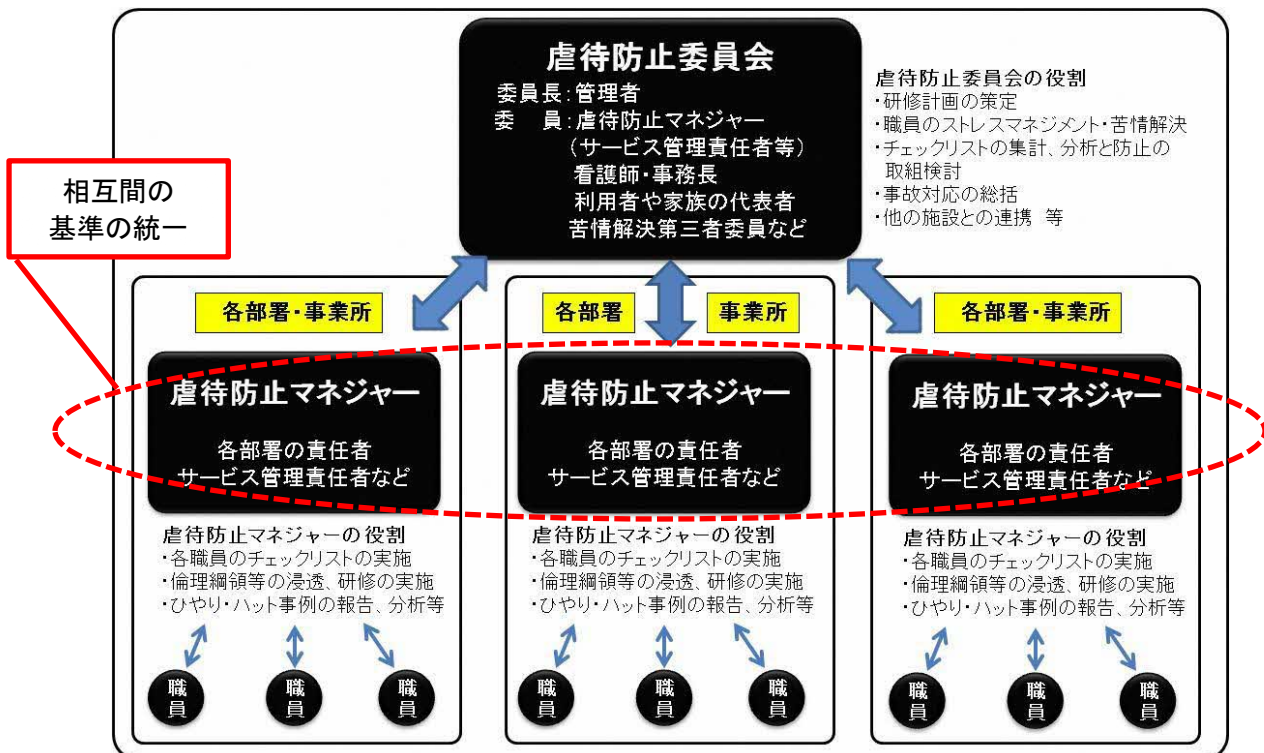 虐待防止委員会
委員長：管理者
委　員：虐待防止マネジャー
（サービス管理責任者等）
看護師・事務長
利用者や家族の代表者
苦情解決第三者委員など
虐待防止委員会の役割
・研修計画の策定
・職員のストレスマネジメント・苦情解決
・チェックリストの集計、分析と防止の
取組検討
・事故対応の総括
・他の施設との連携 等
相互間の
基準の統一
各部署・事業所
虐待防止マネジャー
各部署の責任者
サービス管理責任者など
虐待防止マネジャーの役割
・各職員のチェックリストの実施
・倫理綱領等の浸透、研修の実施
・ひやり・ハット事例の報告、分析等
職員
職員
職員
各部署
事業所
虐待防止マネジャー
各部署の責任者
サービス管理責任者など
虐待防止マネジャーの役割
・各職員のチェックリストの実施
・倫理綱領等の浸透、研修の実施
・ひやり・ハット事例の報告、分析等
職員
職員
職員
各部署・事業所
虐待防止マネジャー
各部署の責任者
サービス管理責任者など
虐待防止マネジャーの役割
・各職員のチェックリストの実施
・倫理綱領等の浸透、研修の実施
・ひやり・ハット事例の報告、分析等
職員
職員
職員